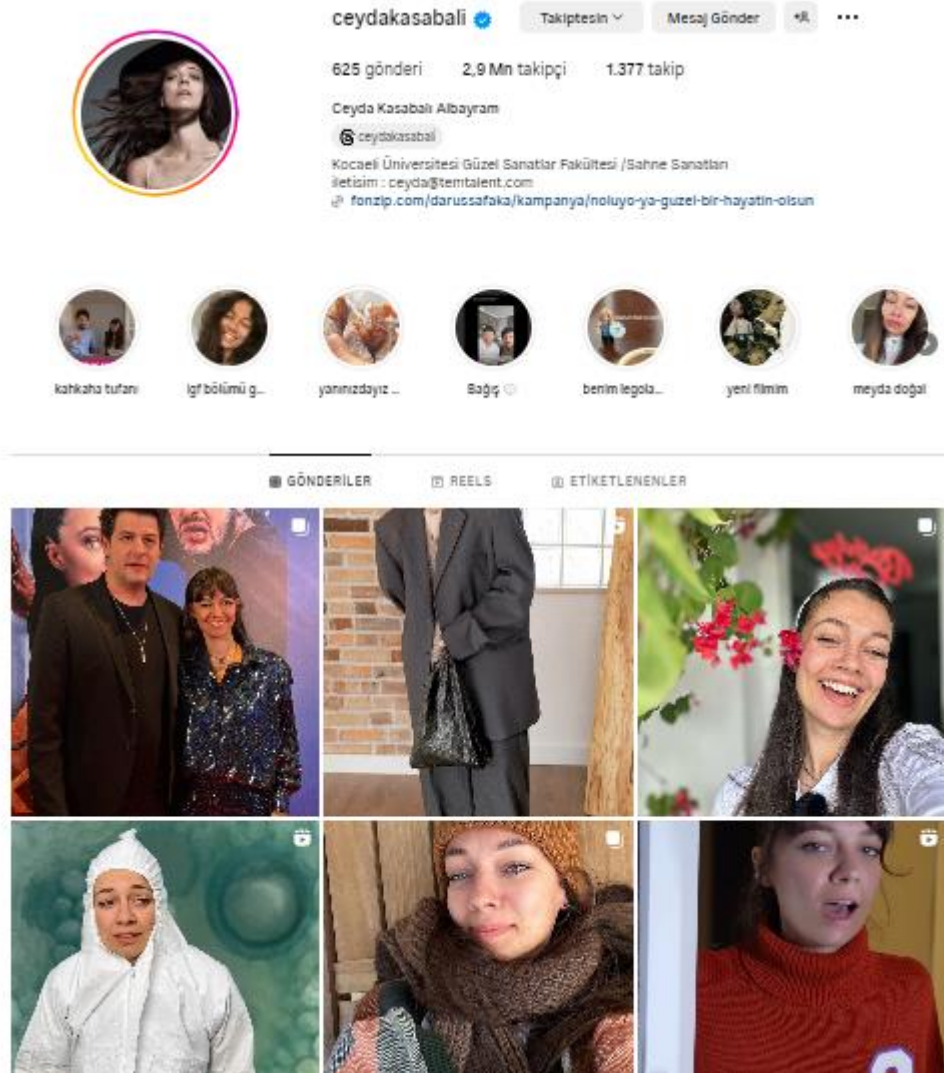 ceydakasabali
Takiptesin
Mesaj Gönder
625 gönderi 2,9 Mn takipçi 1.377 takip
Ceyda Kasabalı Albayram
ceydakasabali
Kocaeli Üniversitesi Güzel Sanatlar Fakültesi /Sahne Sanatları
iletisim : ceyda@temtalent.com
fonzip.com/darussafaka/kampanya/noluyo-ya-guzel-bir-hayatin-olsun
kahkaha tufanı
igf bölümü g...
yanınızdayız ...
Bağış ♡
benim legola...
yeni filmim
meyda doğal
GÖNDERİLER
REELS
ETİKETLENENLER